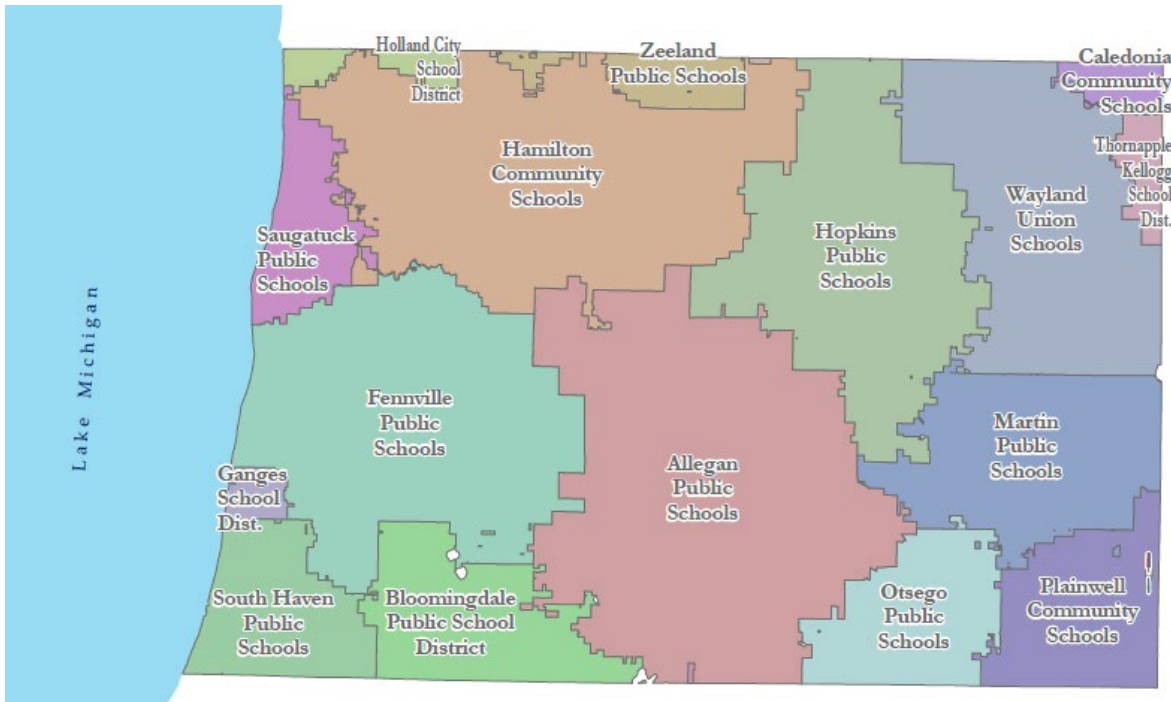 Holland City
School
District
Zeeland
Public Schools
Caledonia
Community
Schools
Hamilton
Community
Schools
Thornapple
Kellogg
School
Dist.
Wayland
Union
Schools
Saugatuck
Public
Schools
Hopkins
Public
Schools
Lake Michigan
Fennville
Public
Schools
Martin
Public
Schools
Ganges
School
Dist.
Allegan
Public
Schools
South Haven
Public
Schools
Bloomingdale
Public School
District
Otsego
Public
Schools
Plainwell
Community
Schools